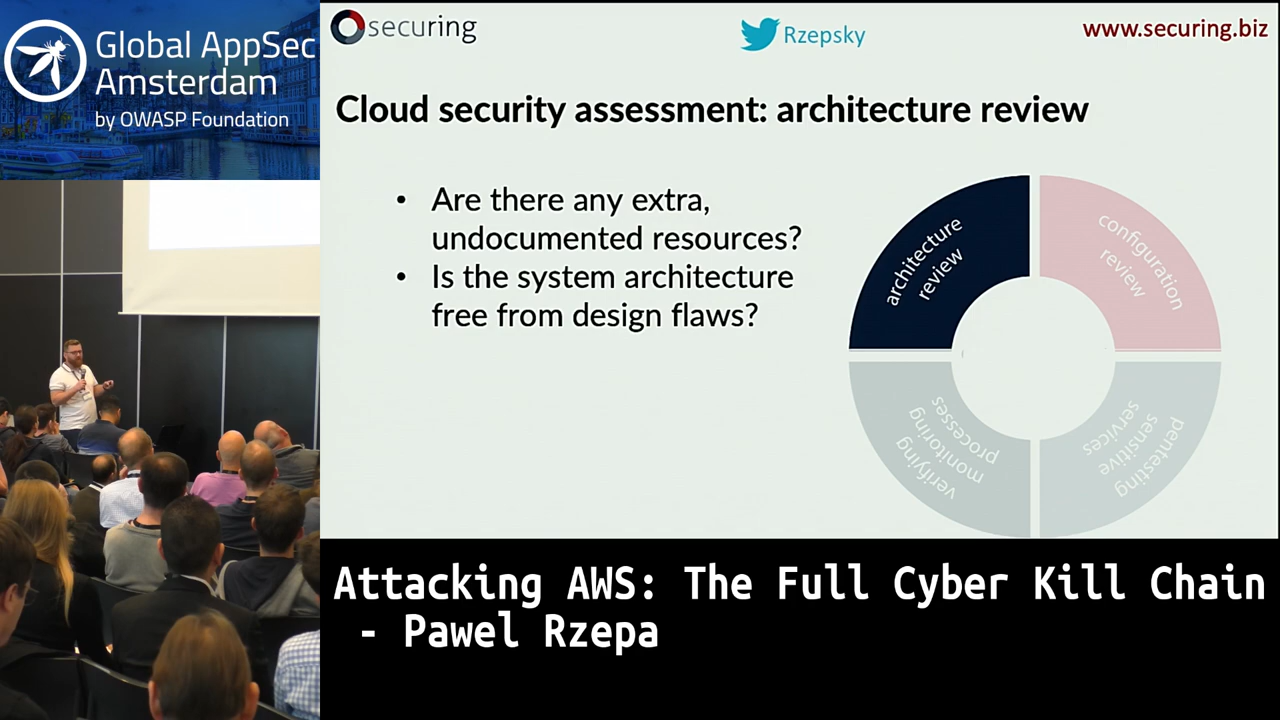 Global AppSec
Amsterdam
by OWASP Foundation
securing
Rzepsky
www.securing.biz
Cloud security assessment: architecture review
• Are there any extra,
undocumented resources?
• Is the system architecture
free from design flaws?
architecture
review
configuration
review
verifying
monitoring
processes
pentesting
sensitive
services
Attacking AWS: The Full Cyber Kill Chain
- Pawel Rzepa